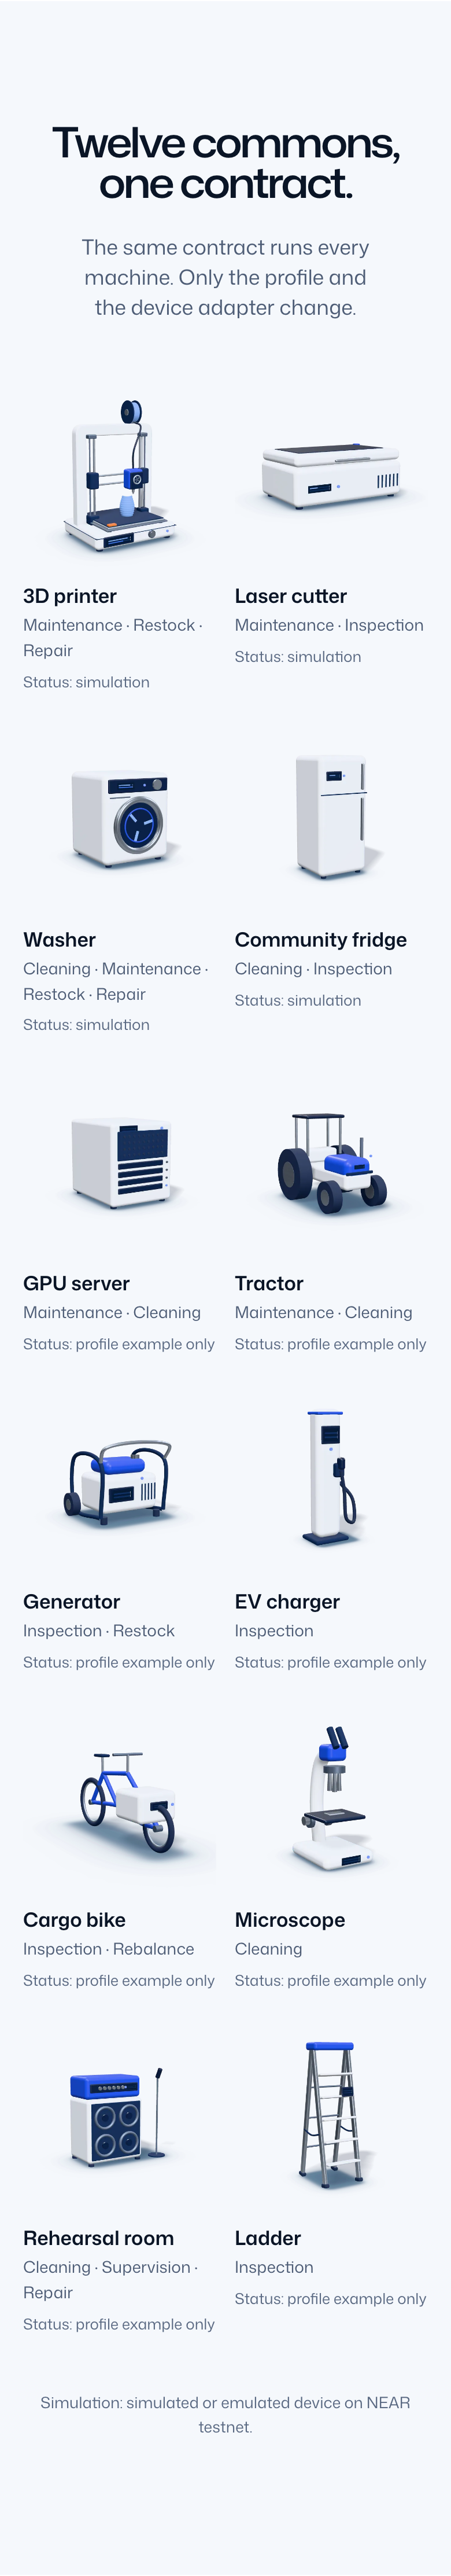 Twelve commons,
one contract.
The same contract runs every
machine. Only the profile and
the device adapter change.
3D printer
Maintenance · Restock ·
Repair
Status: simulation
Laser cutter
Maintenance · Inspection
Status: simulation
Washer
Cleaning · Maintenance ·
Restock · Repair
Status: simulation
Community fridge
Cleaning · Inspection
Status: simulation
GPU server
Maintenance · Cleaning
Status: profile example only
Tractor
Maintenance · Cleaning
Status: profile example only
Generator
Inspection · Restock
Status: profile example only
EV charger
Inspection
Status: profile example only
Cargo bike
Inspection · Rebalance
Status: profile example only
Microscope
Cleaning
Status: profile example only
Rehearsal room
Cleaning · Supervision ·
Repair
Status: profile example only
Ladder
Inspection
Status: profile example only
Simulation: simulated or emulated device on NEAR
testnet.